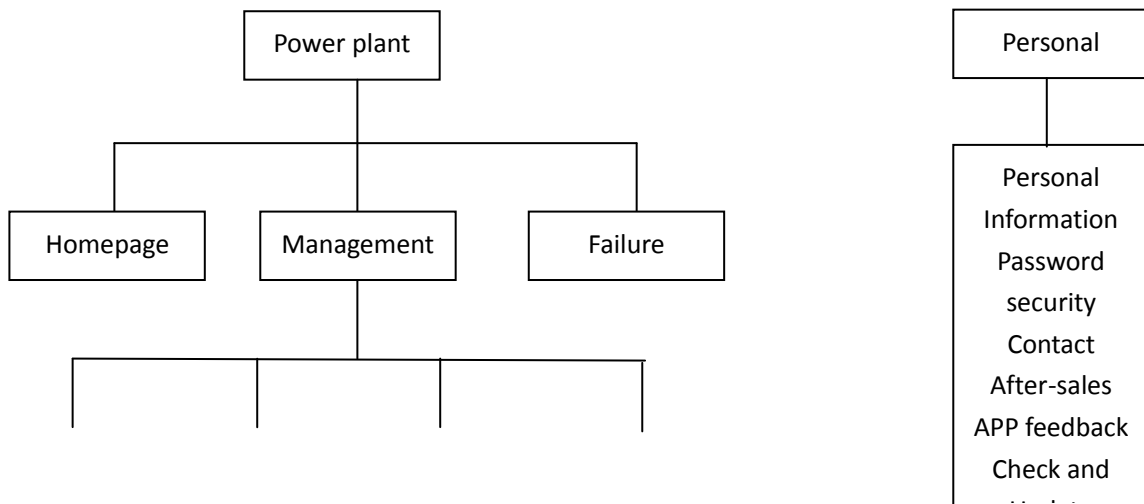 Power plant
Personal
Homepage
Management
Failure
Personal
Information
Password
security
Contact
After-sales
APP feedback
Check and